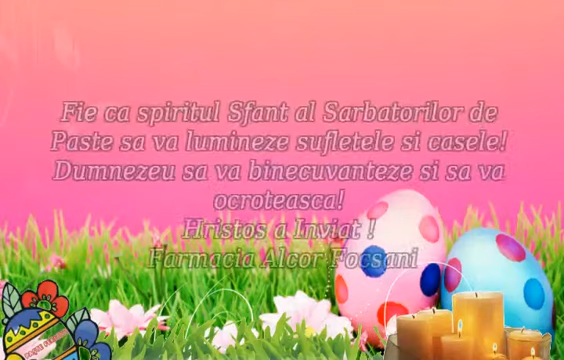 Fie ca spiritul Sfant al Sarbatorilor de
Paste sa va lumineze sufletele si casele!
Dumnezeu sa va binecuvanteze si sa va
ocroteasca!
Hristos a Inviat !
Farmacia Alcor Focsani